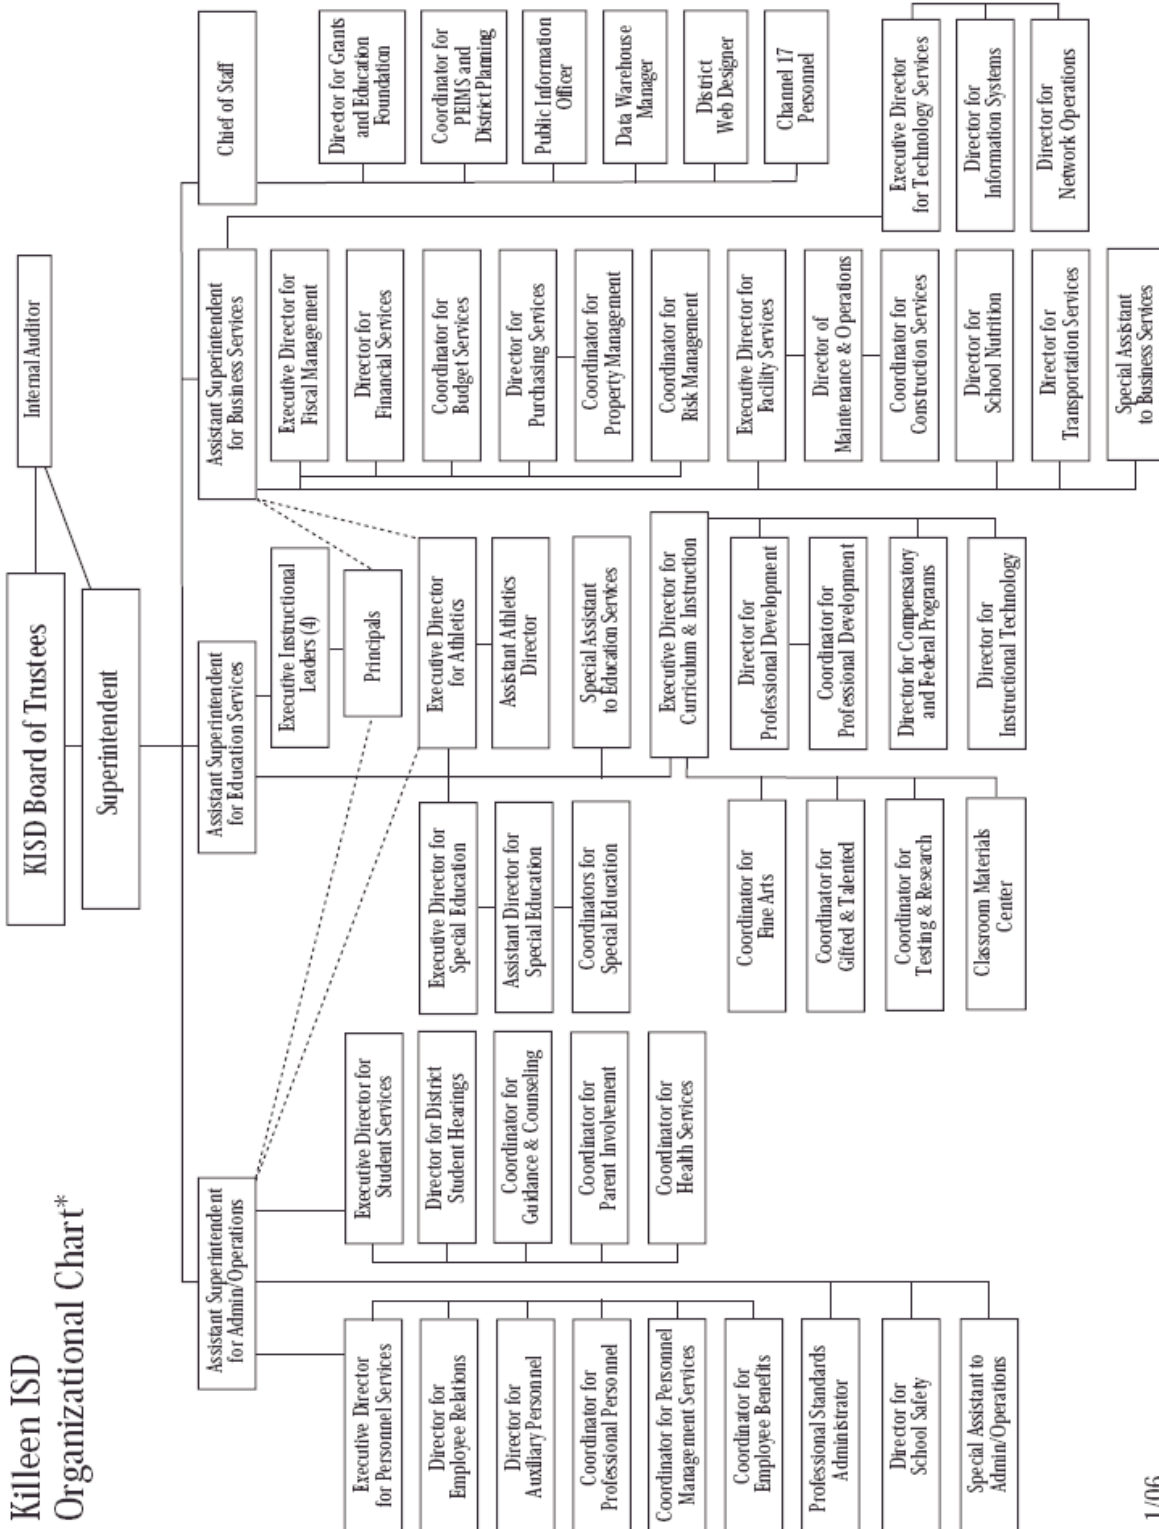 Killeen ISD
Organizational Chart*
KISD Board of Trustees
Internal Auditor
Superintendent
Assistant Superintendent
for Admin/Operations
Assistant Superintendent
for Education Services
Assistant Superintendent
for Business Services
Chief of Staff
Executive Director
for Personnel Services
Director for
Employee Relations
Director for
Auxiliary Personnel
Coordinator for
Professional Personnel
Coordinator for Personnel
Management Services
Coordinator for
Employee Benefits
Professional Standards
Administrator
Director for
School Safety
Special Assistant to
Admin/Operations
Executive Director for
Student Services
Director for District
Student Hearings
Coordinator for
Guidance & Counseling
Coordinator for
Parent Involvement
Coordinator for
Health Services
Executive Instructional
Leaders (4)
Principals
Executive Director for
Special Education
Assistant Director for
Special Education
Coordinators for
Special Education
Executive Director
for Athletics
Assistant Athletics
Director
Special Assistant
to Education Services
Executive Director for
Curriculum & Instruction
Coordinator for
Fine Arts
Coordinator for
Gifted & Talented
Coordinator for
Testing & Research
Classroom Materials
Center
Director for
Professional Development
Coordinator for
Professional Development
Director for Compensatory
and Federal Programs
Director for
Instructional Technology
Executive Director for
Fiscal Management
Director for
Financial Services
Coordinator for
Budget Services
Director for
Purchasing Services
Coordinator for
Property Management
Coordinator for
Risk Management
Executive Director for
Facility Services
Director of
Maintenance & Operations
Coordinator for
Construction Services
Director for
School Nutrition
Director for
Transportation Services
Special Assistant
to Business Services
Director for Grants
and Education
Foundation
Coordinator for
PEIMS and
District Planning
Public Information
Officer
Data Warehouse
Manager
District
Web Designer
Channel 17
Personnel
Executive Director
for Technology Services
Director for
Information Systems
Director for
Network Operations
1/06